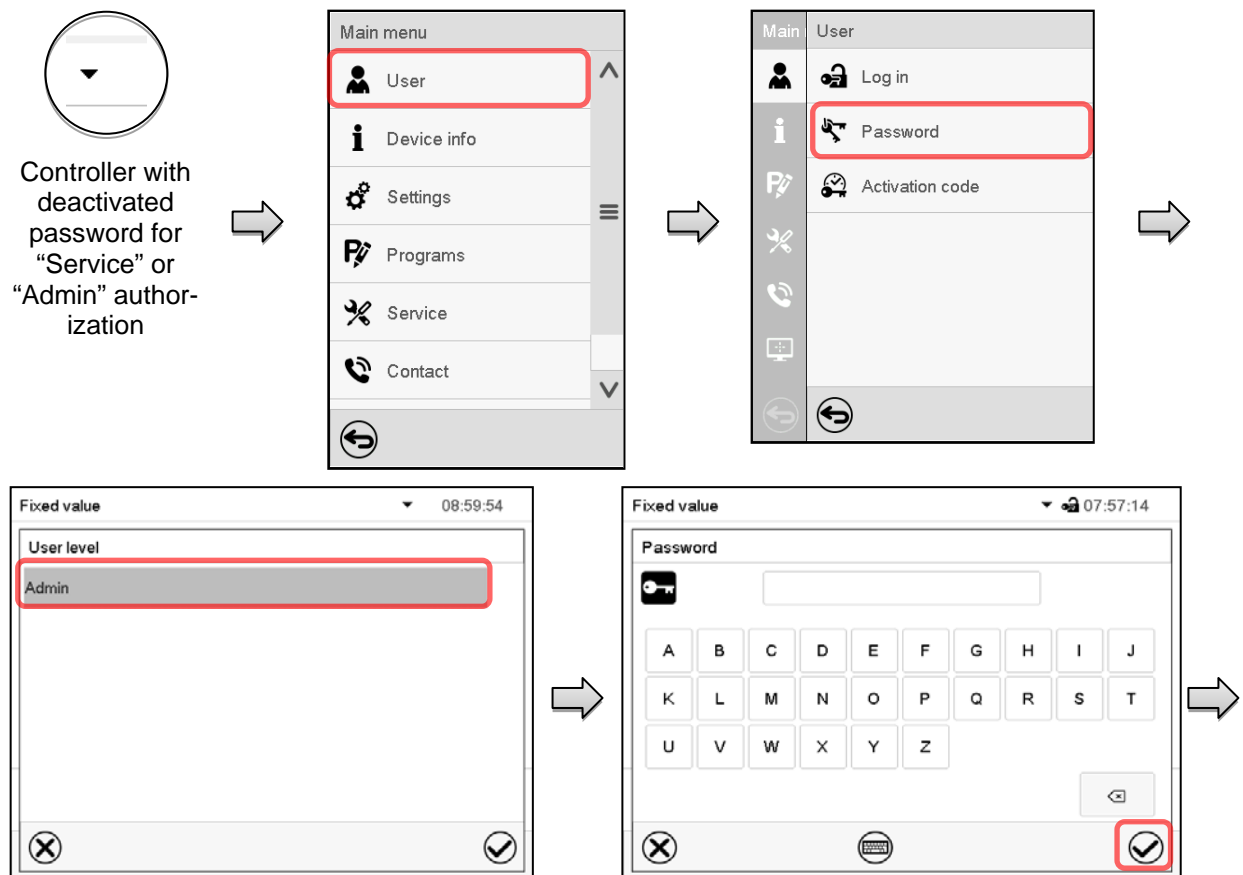 Controller with
deactivated
password for
“Service” or
“Admin” author-
ization
Main menu
User
Device info
Settings
Programs
Service
Contact
Main
User
Log in
Password
Activation code
Fixed value
08:59:54
User level
Admin
Fixed value
07:57:14
Password
A B C D E F G H I J
K L M N O P Q R S T
U V W X Y Z